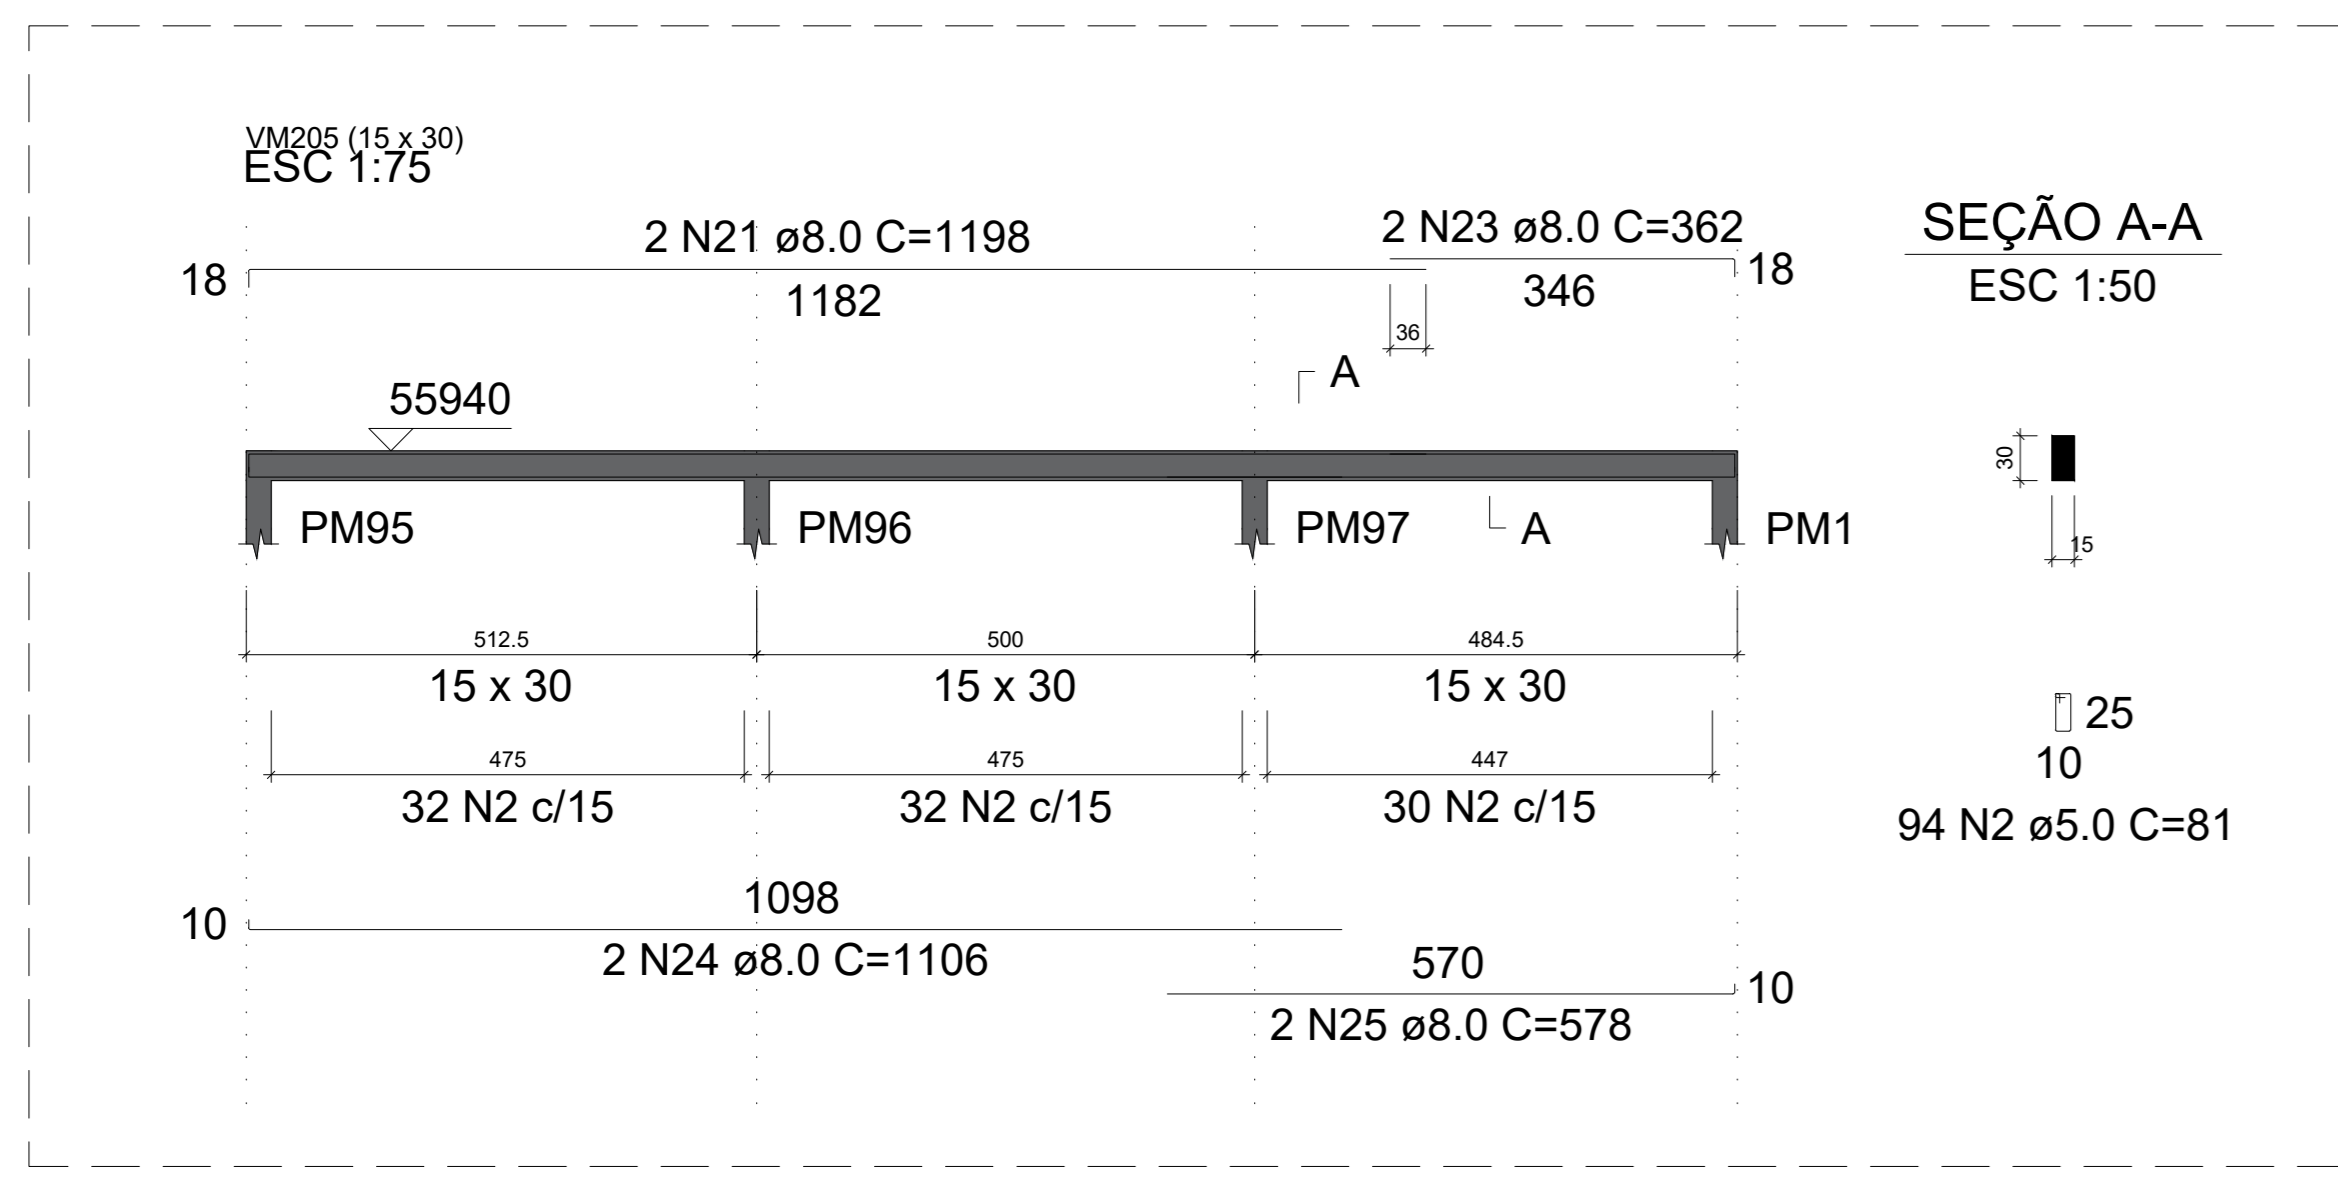 VM205 (15 x 30)
ESC 1:75
2 N21 ø8.0 C=1198
2 N23 ø8.0 C=362
18
1182
346
18
36
SEÇÃO A-A
ESC 1:50
A
55940
PM95
PM96
PM97
A
PM1
30
15
512.5
500
484.5
15 x 30
15 x 30
15 x 30
475
475
447
32 N2 c/15
32 N2 c/15
30 N2 c/15
25
10
94 N2 ø5.0 C=81
1098
10
2 N24 ø8.0 C=1106
570
10
2 N25 ø8.0 C=578